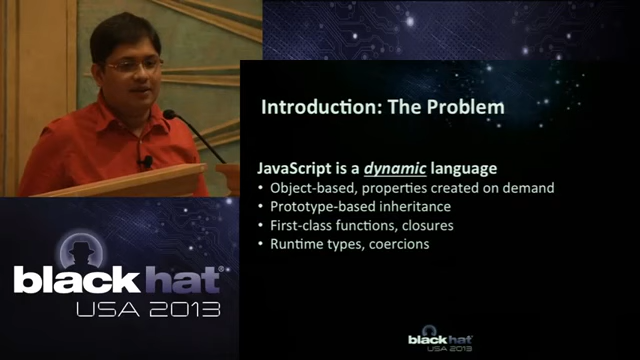 Introduction: The Problem
JavaScript is a dynamic language
• Object-based, properties created on demand
• Prototype-based inheritance
• First-class functions, closures
• Runtime types, coercions
black hat®
USA 2013
black hat®
USA 2013